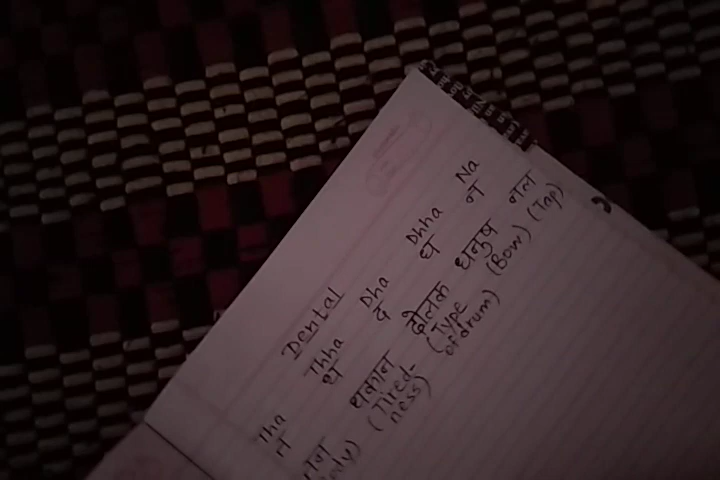 Dental
Tha Thha Dha Dhha Na
त थ द ध न
थकान ढोलक धनुष नल
(Tired- (Type (Bow) (Tap)
ness) of drum)